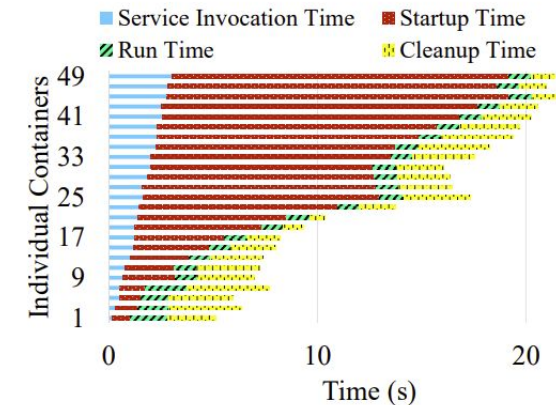 Service Invocation Time Startup Time
Run Time Cleanup Time
Individual Containers
49
41
33
25
17
9
1
0 10 20
Time (s)